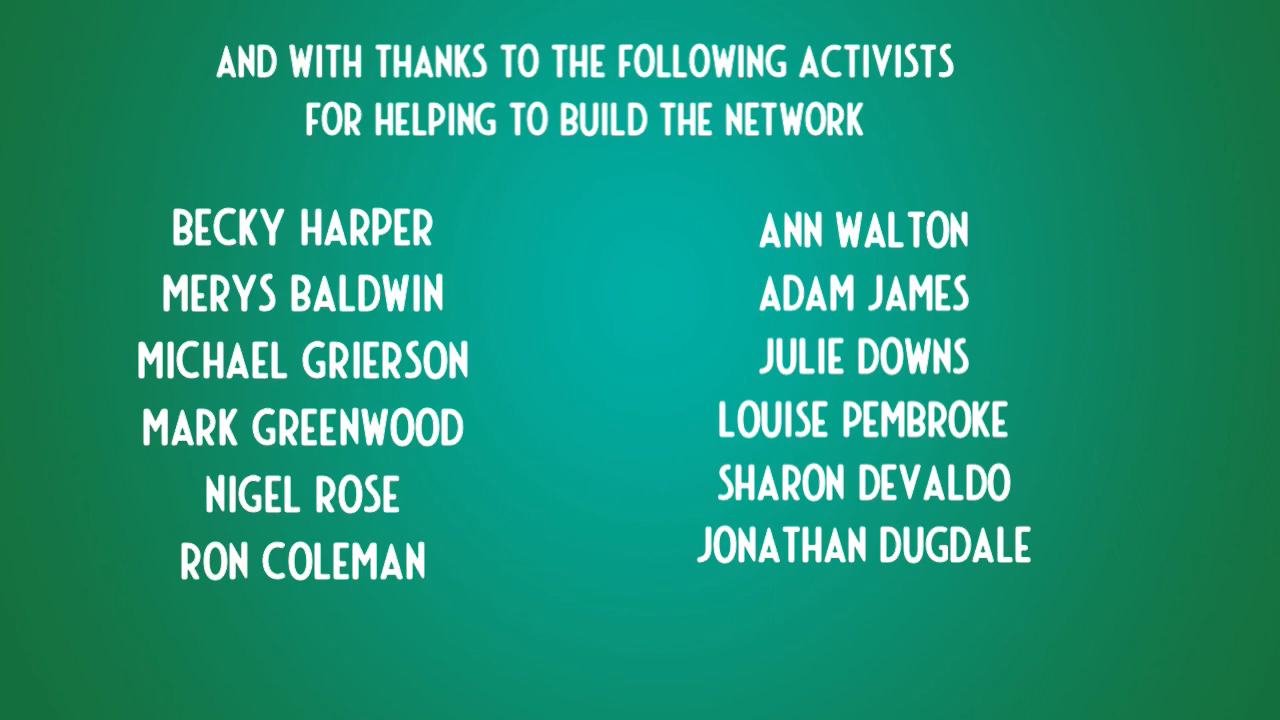 AND WITH THANKS TO THE FOLLOWING ACTIVISTS
FOR HELPING TO BUILD THE NETWORK
BECKY HARPER
MERYS BALDWIN
MICHAEL GRIERSON
MARK GREENWOOD
NIGEL ROSE
RON COLEMAN
ANN WALTON
ADAM JAMES
JULIE DOWNS
LOUISE PEMBROKE
SHARON DEVALDO
JONATHAN DUGDALE